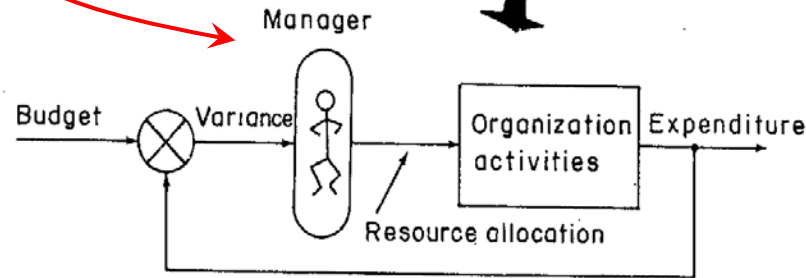 Manager
Budget
Variance
Organization
activities
Expenditure
Resource allocation